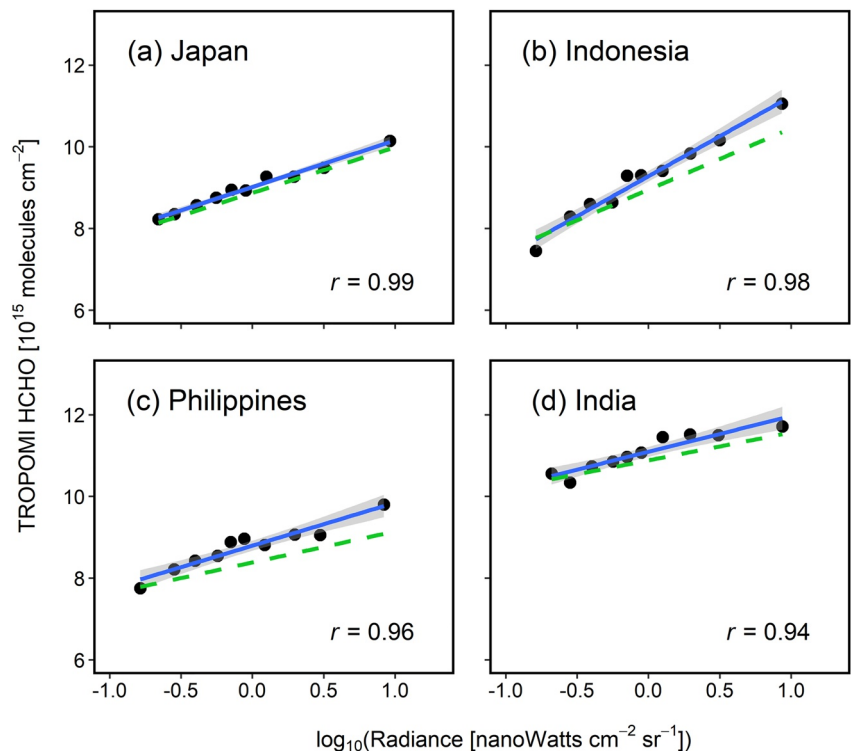 (a) Japan
(b) Indonesia
12
10
8
6
r = 0.99
r = 0.98
TROPOMI HCHO [10¹⁵ molecules cm⁻²]
(c) Philippines
(d) India
12
10
8
6
r = 0.96
r = 0.94
-1.0 -0.5 0.0 0.5 1.0
-1.0 -0.5 0.0 0.5 1.0
log₁₀(Radiance [nanoWatts cm⁻² sr⁻¹])